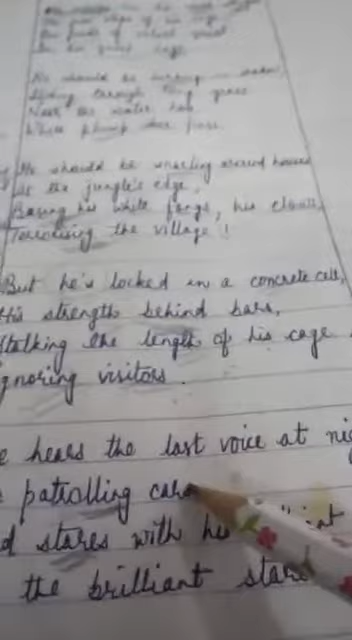 He should be lurking in shadow,
Sliding through long grass
Near the water hole
Where plump deer pass.
He should be snarling around houses
At the jungle's edge,
Baring his white fangs, his claws,
Terrorising the village!
But he's locked in a concrete cell,
His strength behind bars,
Stalking the length of his cage
gnoring visitors.
e hears the last voice at nig
patrolling cars
d stares with his
the brilliant stars